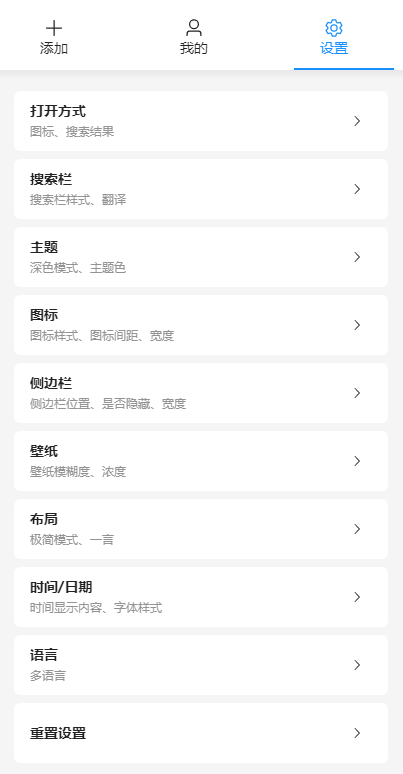 添加
我的
设置
打开方式
图标、搜索结果
搜索栏
搜索栏样式、翻译
主题
深色模式、主题色
图标
图标样式、图标间距、宽度
侧边栏
侧边栏位置、是否隐藏、宽度
壁纸
壁纸模糊度、浓度
布局
极简模式、一言
时间/日期
时间显示内容、字体样式
语言
多语言
重置设置